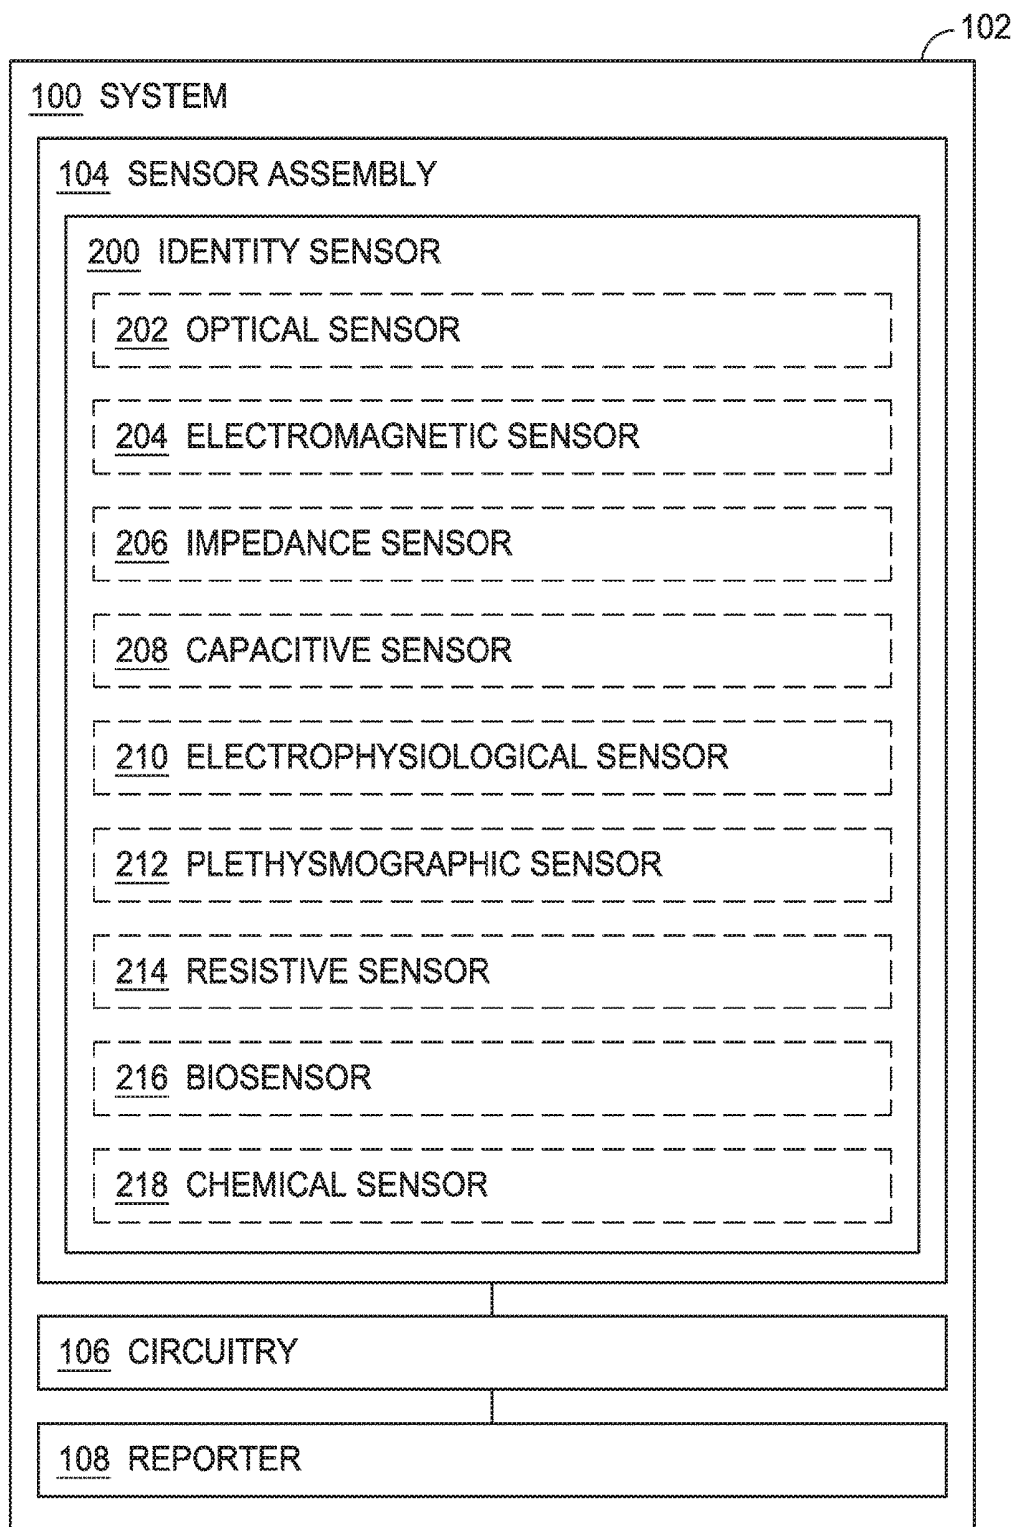 102
100 SYSTEM
104 SENSOR ASSEMBLY
200 IDENTITY SENSOR
202 OPTICAL SENSOR
204 ELECTROMAGNETIC SENSOR
206 IMPEDANCE SENSOR
208 CAPACITIVE SENSOR
210 ELECTROPHYSIOLOGICAL SENSOR
212 PLETHYSMOGRAPHIC SENSOR
214 RESISTIVE SENSOR
216 BIOSENSOR
218 CHEMICAL SENSOR
106 CIRCUITRY
108 REPORTER